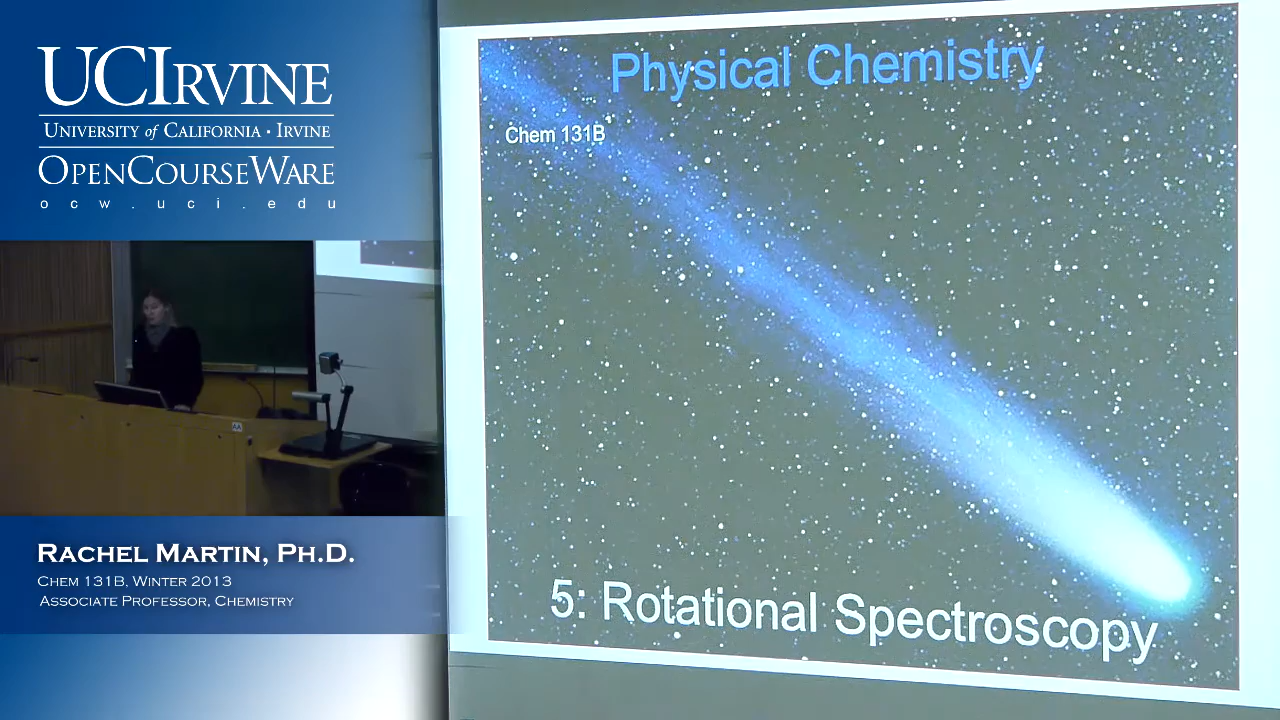 UCIRVINE
UNIVERSITY of CALIFORNIA · IRVINE
OPENCOURSEWARE
ocw.uci.edu
RACHEL MARTIN, PH.D.
CHEM 131B, WINTER 2013
ASSOCIATE PROFESSOR, CHEMISTRY
Physical Chemistry
Chem 131B
5: Rotational Spectroscopy